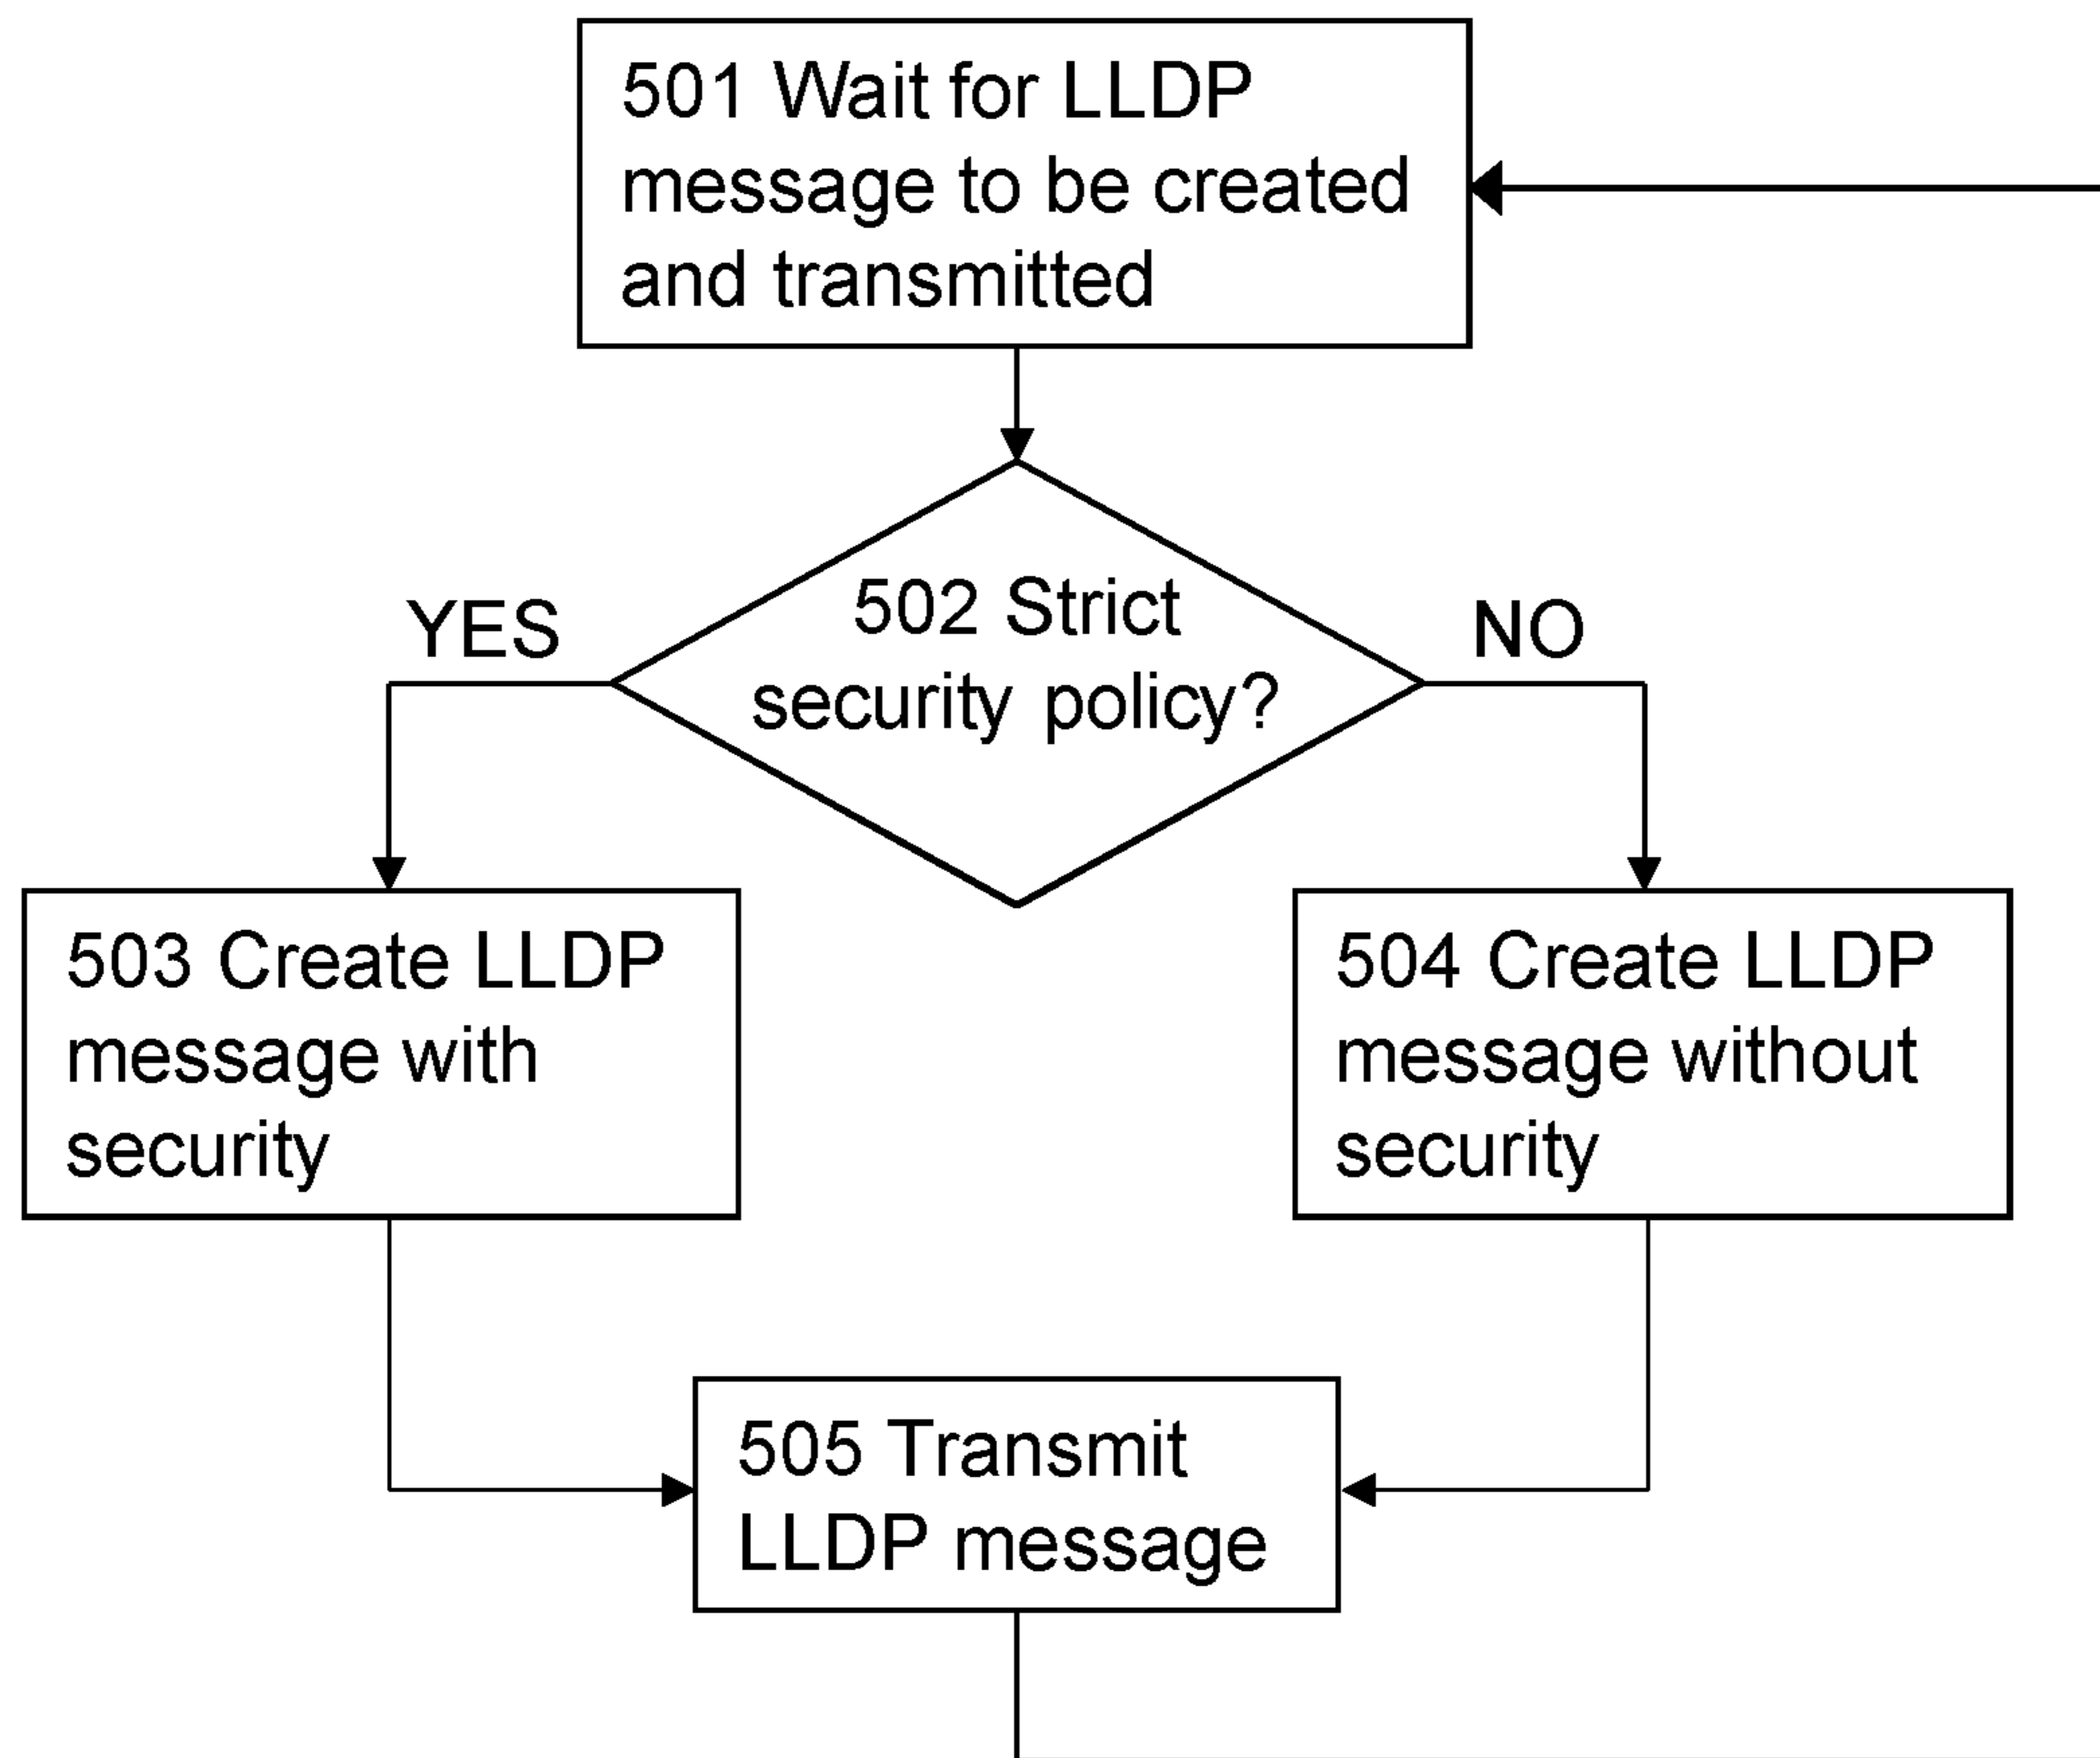 501 Wait for LLDP
message to be created
and transmitted
502 Strict
security policy?
YES
NO
503 Create LLDP
message with
security
504 Create LLDP
message without
security
505 Transmit
LLDP message